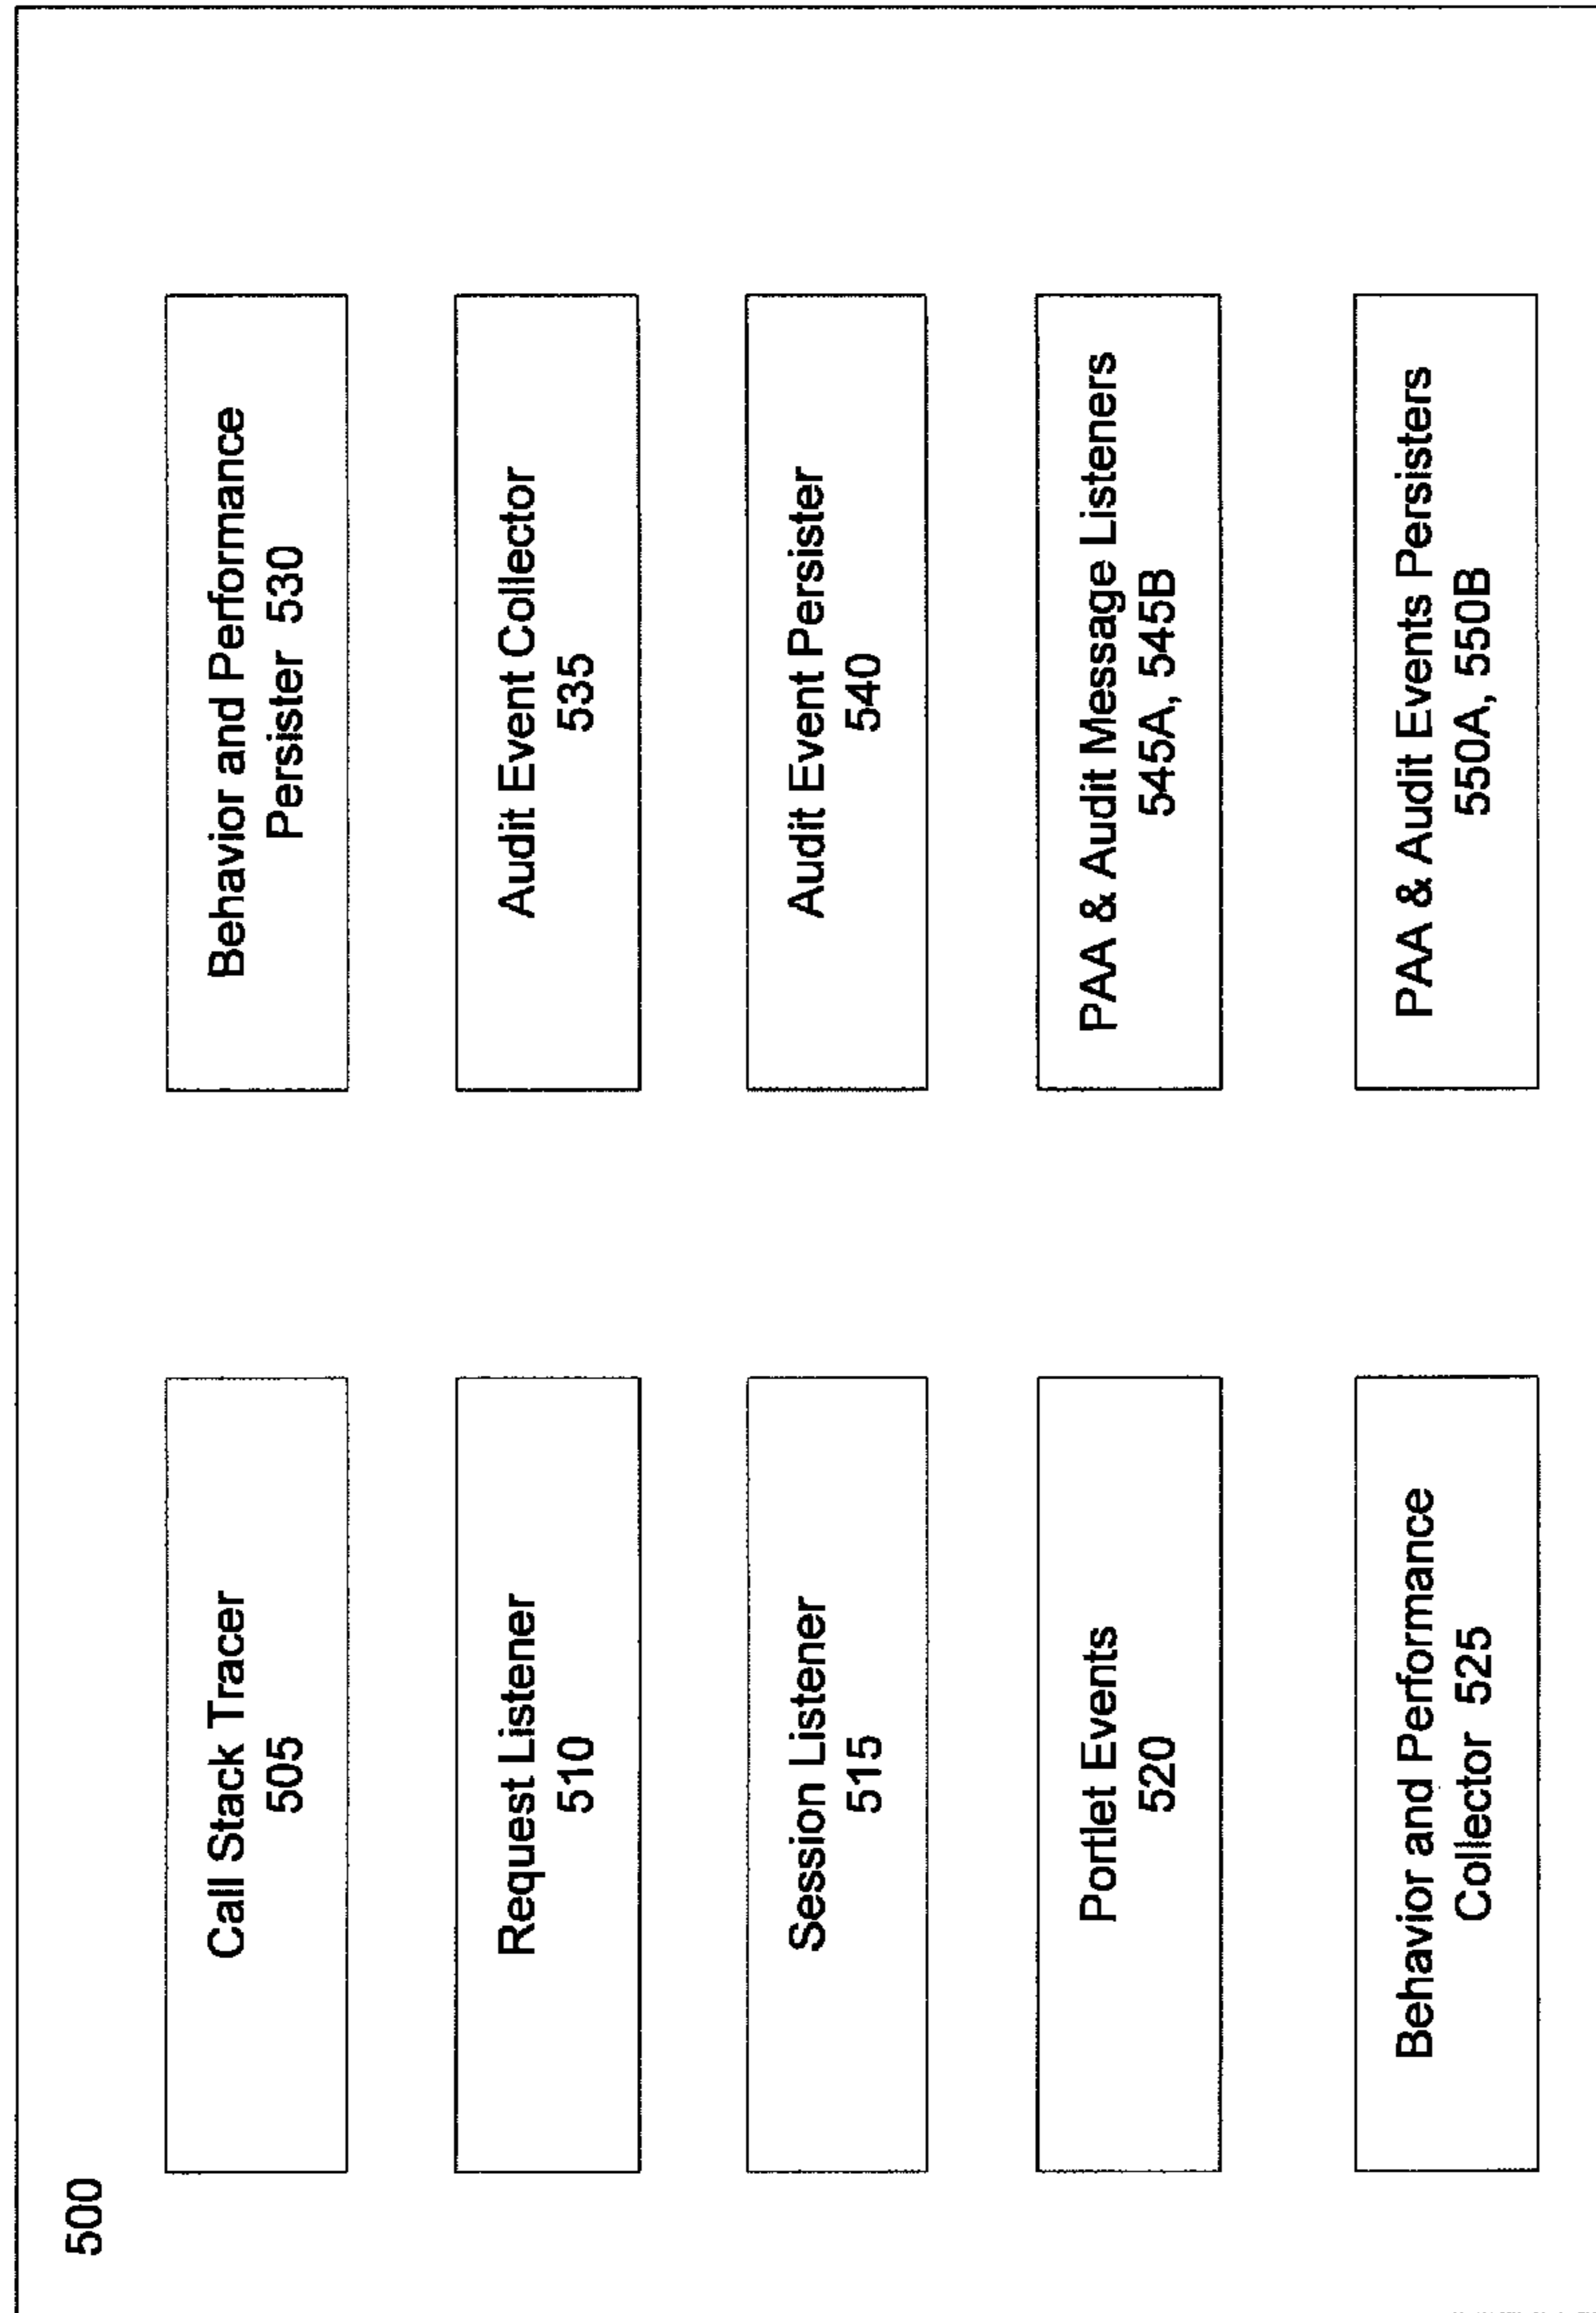 500
Call Stack Tracer
505
Request Listener
510
Session Listener
515
Portlet Events
520
Behavior and Performance
Collector 525
Behavior and Performance
Persister 530
Audit Event Collector
535
Audit Event Persister
540
PAA & Audit Message Listeners
545A, 545B
PAA & Audit Events Persisters
550A, 550B